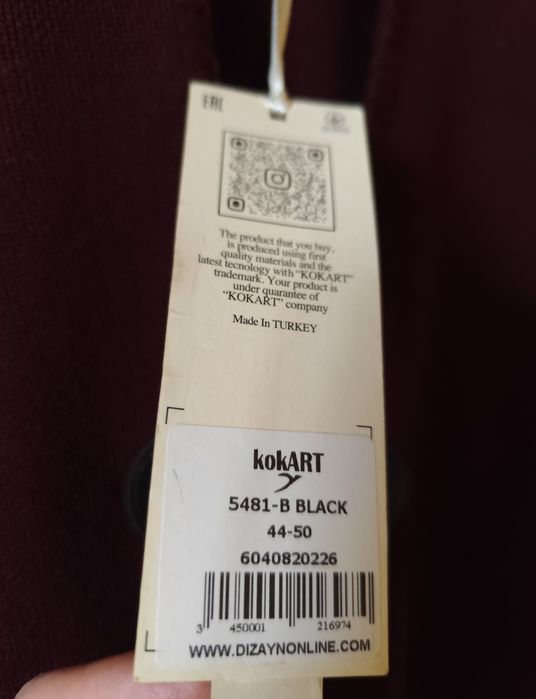 EAC
The product that you buy,
is produced using first
quality materials and the
latest tecnology with "KOKART"
trademark. Your product is
under quarantee of
"KOKART" company
Made In TURKEY
kokART
5481-B BLACK
44-50
6040820226
3 450001 216974
WWW.DIZAYNONLINE.COM